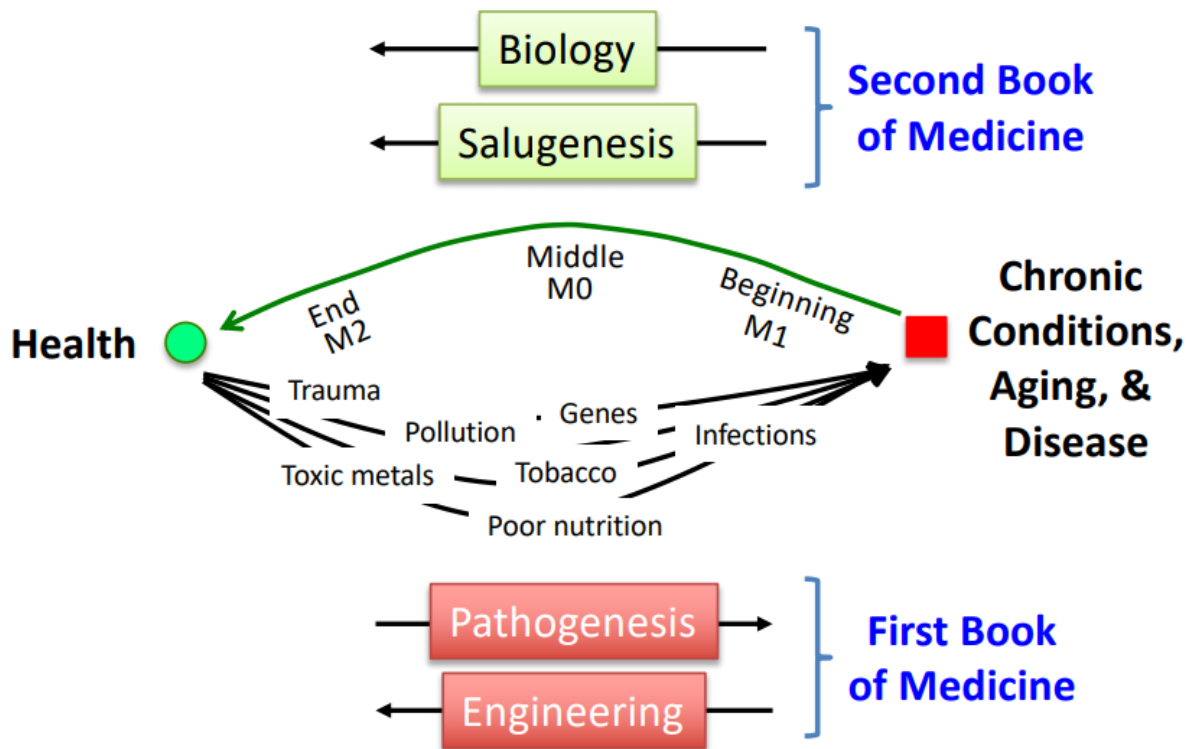 Biology
Second Book
of Medicine
Salugenesis
Middle
M0
Beginning
M1
End
M2
Health
Chronic
Conditions,
Aging, &
Disease
Trauma
Genes
Pollution
Infections
Toxic metals
Tobacco
Poor nutrition
Pathogenesis
First Book
of Medicine
Engineering